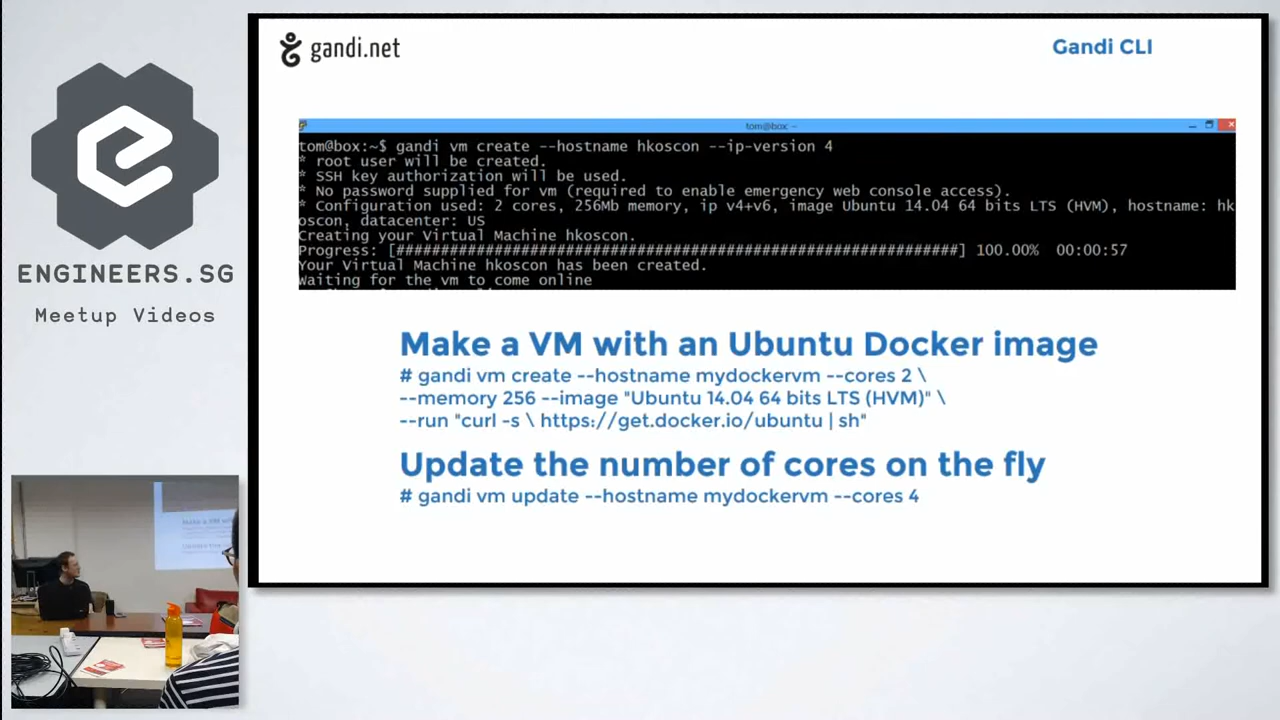 gandi.net
Gandi CLI
tom@box: ~
tom@box:~$ gandi vm create --hostname hkoscon --ip-version 4
* root user will be created.
* SSH key authorization will be used.
* No password supplied for vm (required to enable emergency web console access).
* Configuration used: 2 cores, 256Mb memory, ip v4+v6, image Ubuntu 14.04 64 bits LTS (HVM), hostname: hk
oscon, datacenter: US
Creating your Virtual Machine hkoscon.
Progress: [###############################################################] 100.00%  00:00:57
Your Virtual Machine hkoscon has been created.
Waiting for the vm to come online
Make a VM with an Ubuntu Docker image
# gandi vm create --hostname mydockervm --cores 2 \
--memory 256 --image "Ubuntu 14.04 64 bits LTS (HVM)" \
--run "curl -s \ https://get.docker.io/ubuntu | sh"
Update the number of cores on the fly
# gandi vm update --hostname mydockervm --cores 4
ENGINEERS.SG
Meetup Videos